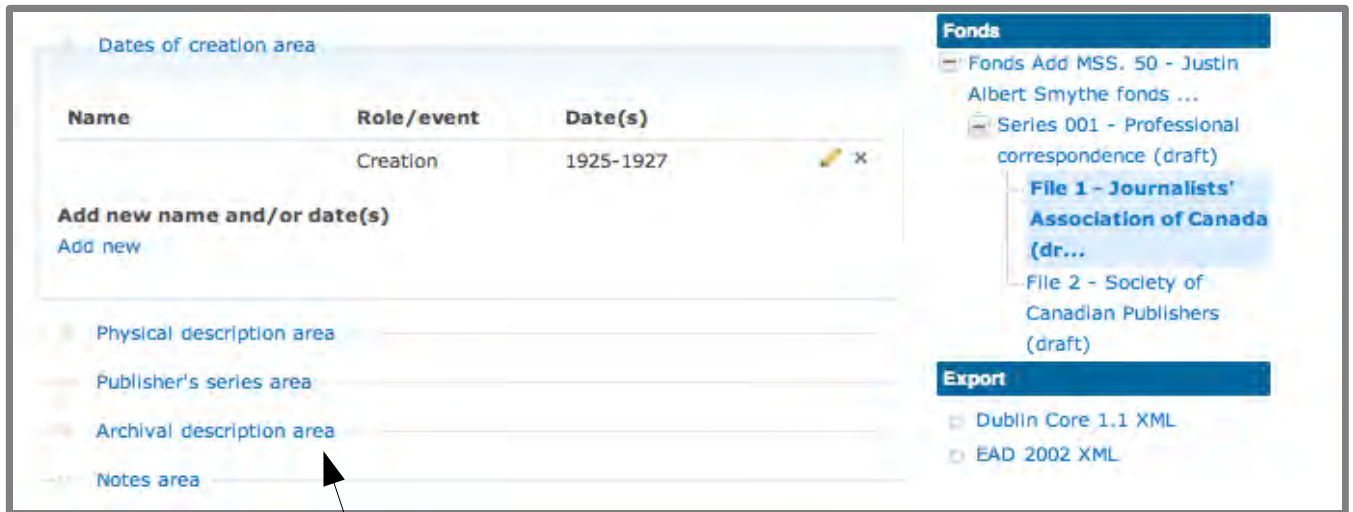 Dates of creation area
Name Role/event Date(s)
Creation 1925-1927
Add new name and/or date(s)
Add new
Physical description area
Publisher's series area
Archival description area
Notes area
Fonds
Fonds Add MSS. 50 - Justin
Albert Smythe fonds ...
Series 001 - Professional
correspondence (draft)
File 1 - Journalists'
Association of Canada
(dr...
File 2 - Society of
Canadian Publishers
(draft)
Export
Dublin Core 1.1 XML
EAD 2002 XML